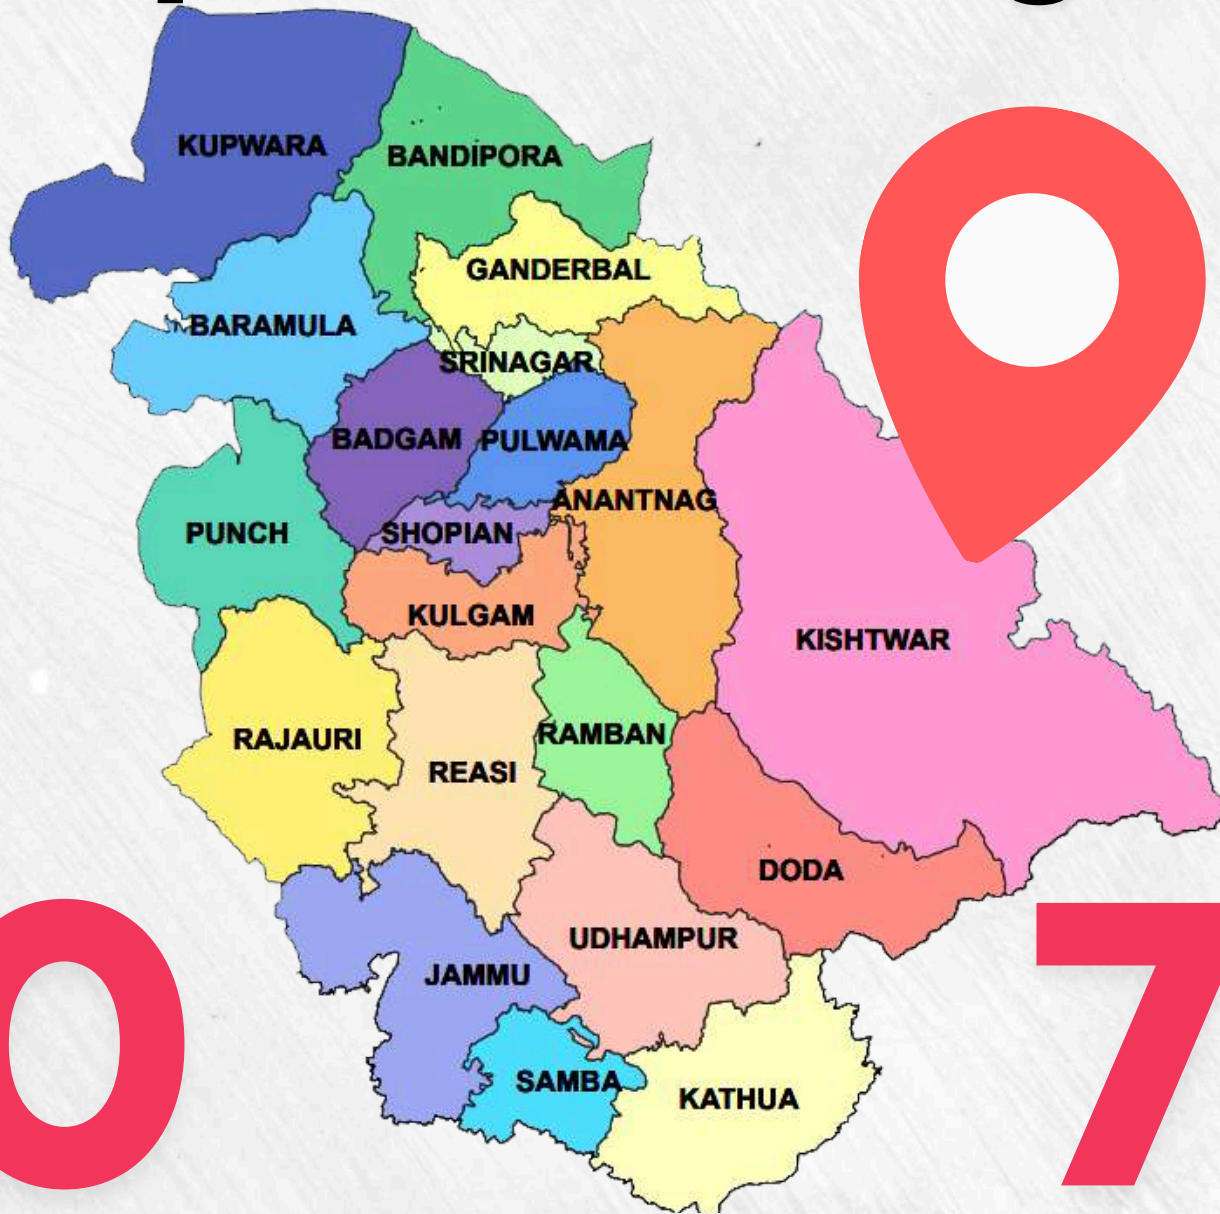 KUPWARA
BANDIPORA
GANDERBAL
BARAMULA
SRINAGAR
BADGAM
PULWAMA
ANANTNAG
PUNCH
SHOPIAN
KULGAM
KISHTWAR
RAJAURI
RAMBAN
REASI
DODA
UDHAMPUR
JAMMU
SAMBA
KATHUA
0
7